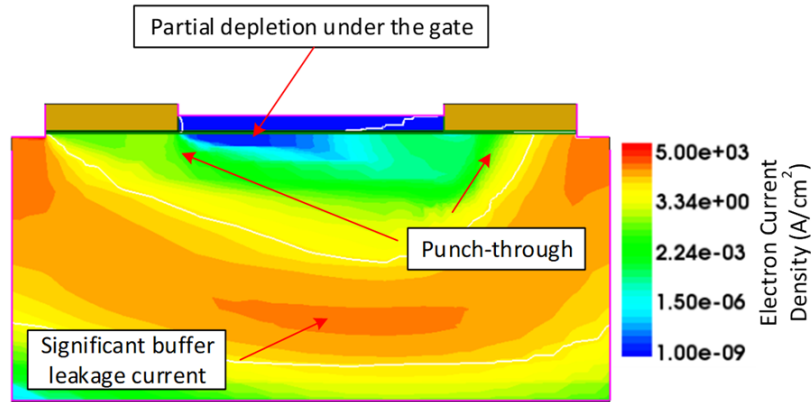 Partial depletion under the gate
Punch-through
Significant buffer
leakage current
5.00e+03
3.34e+00
2.24e-03
1.50e-06
1.00e-09
Electron Current
Density (A/cm²)